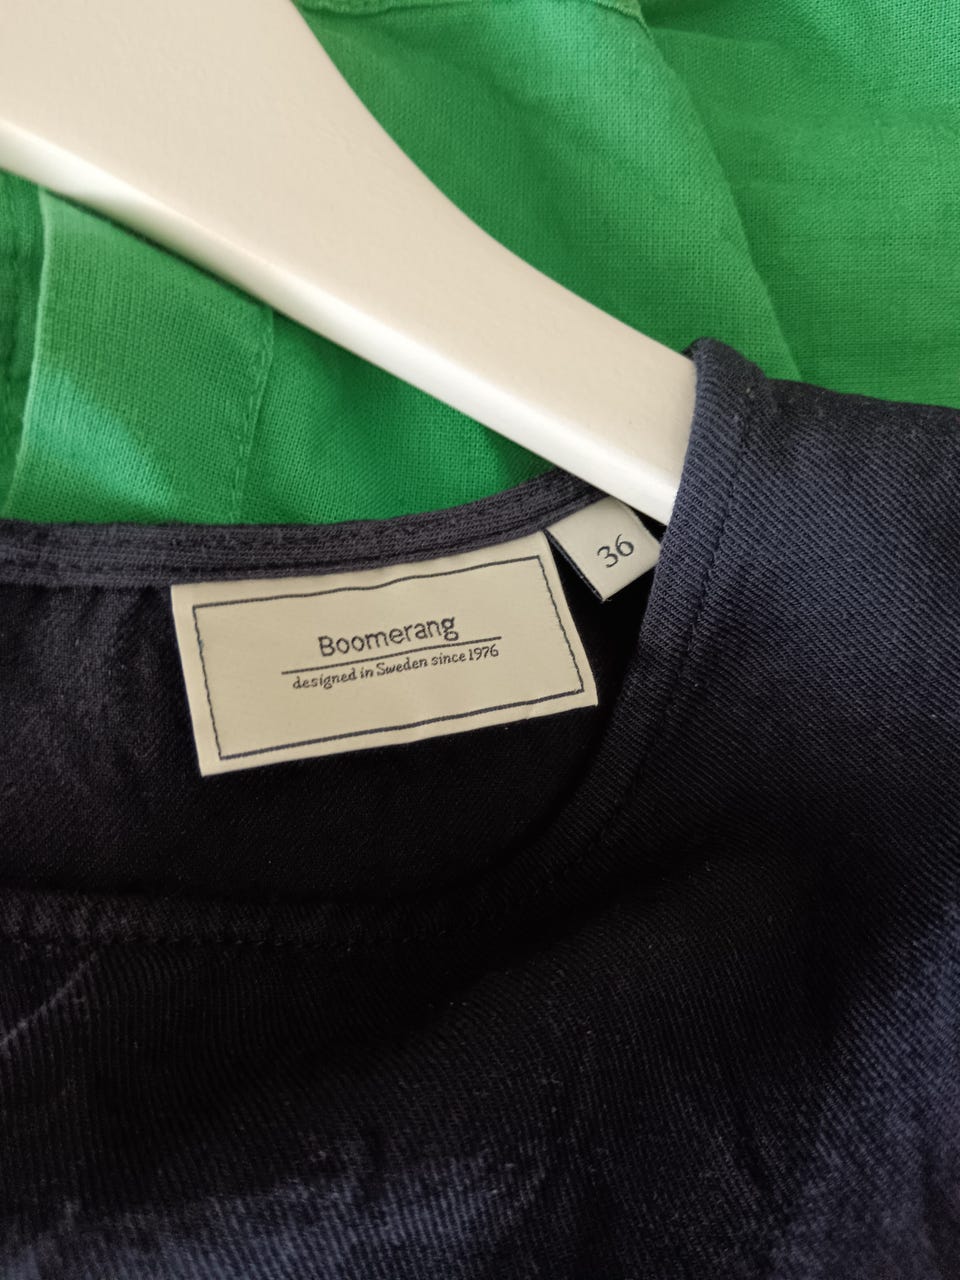 36
Boomerang
designed in Sweden since 1976